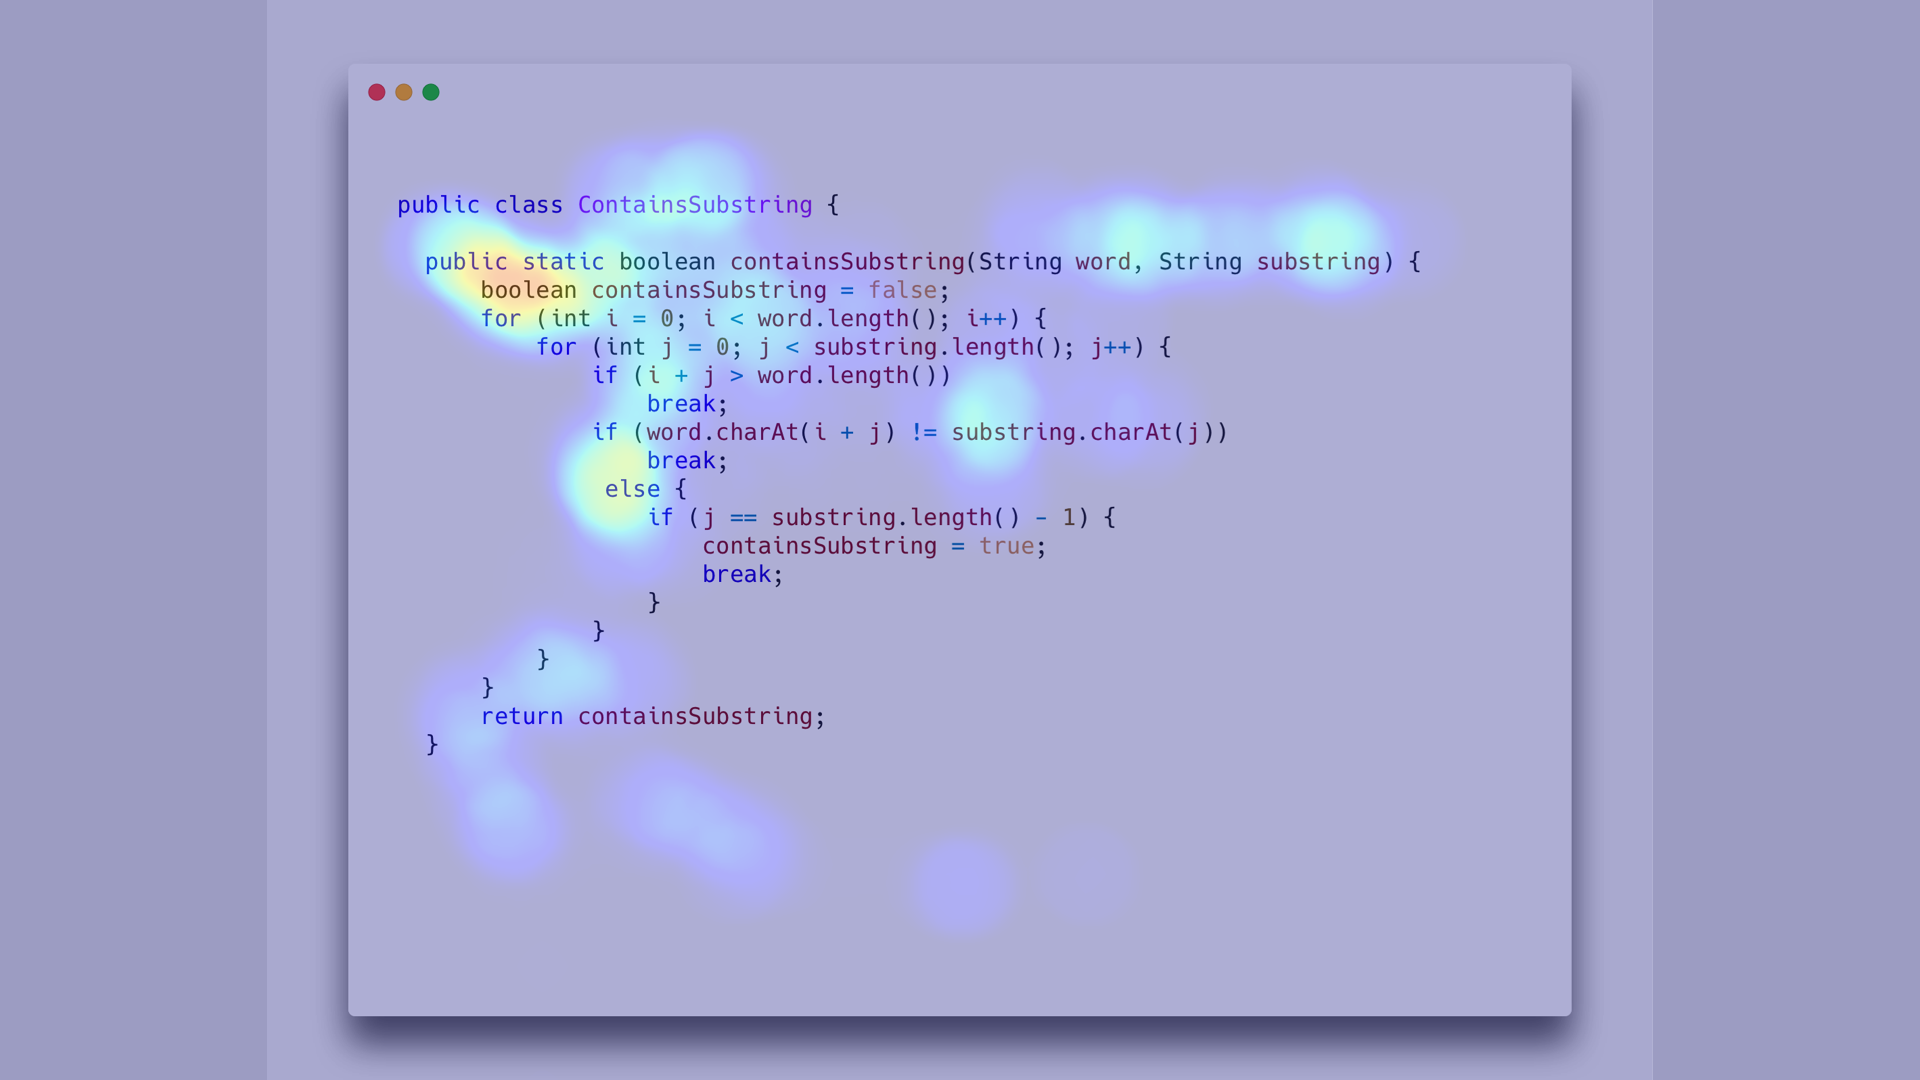 public class ContainsSubstring {
public static boolean containsSubstring(String word, String substring) {
boolean containsSubstring = false;
for (int i = 0; i < word.length(); i++) {
for (int j = 0; j < substring.length(); j++) {
if (i + j > word.length())
break;
if (word.charAt(i + j) != substring.charAt(j))
break;
else {
if (j == substring.length() - 1) {
containsSubstring = true;
break;
}
}
}
}
return containsSubstring;
}